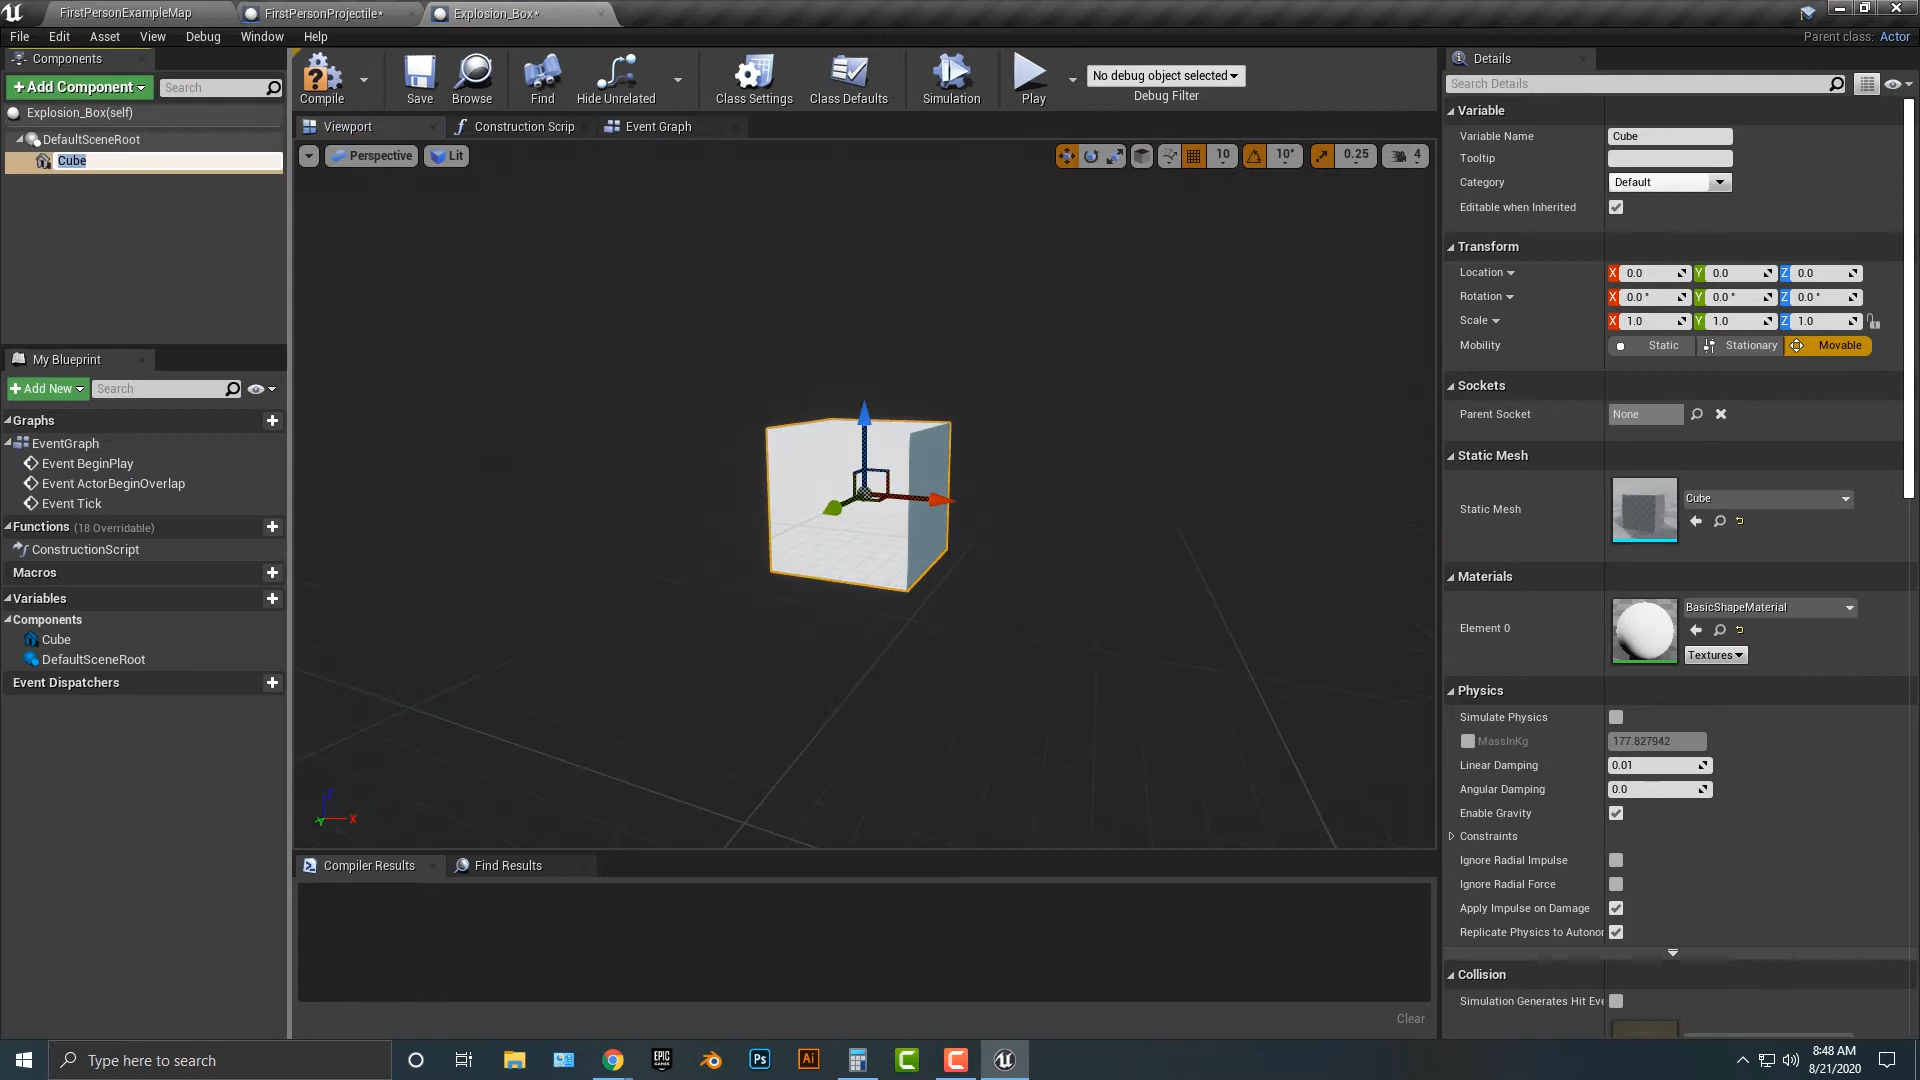 FirstPersonExampleMap
FirstPersonProjectile*
Explosion_Box*
File Edit Asset View Debug Window Help
Parent class: Actor
Components
+Add Component
Search
Explosion_Box(self)
DefaultSceneRoot
Cube
Compile
Save
Browse
Find
Hide Unrelated
Class Settings
Class Defaults
Simulation
Play
No debug object selected
Debug Filter
Viewport
Construction Scrip
Event Graph
Perspective
Lit
10
10°
0.25
4
Z
X
Y
My Blueprint
+Add New
Search
Graphs
EventGraph
Event BeginPlay
Event ActorBeginOverlap
Event Tick
Functions (18 Overridable)
ConstructionScript
Macros
Variables
Components
Cube
DefaultSceneRoot
Event Dispatchers
Compiler Results
Find Results
Clear
Details
Search Details
Variable
Variable Name Cube
Tooltip
Category Default
Editable when Inherited
Transform
Location X 0.0 Y 0.0 Z 0.0
Rotation X 0.0 ° Y 0.0 ° Z 0.0 °
Scale X 1.0 Y 1.0 Z 1.0
Mobility Static Stationary Movable
Sockets
Parent Socket None
Static Mesh
Static Mesh Cube
Materials
Element 0 BasicShapeMaterial
Textures
Physics
Simulate Physics
MassInKg 177.827942
Linear Damping 0.01
Angular Damping 0.0
Enable Gravity
Constraints
Ignore Radial Impulse
Ignore Radial Force
Apply Impulse on Damage
Replicate Physics to Autonor
Collision
Simulation Generates Hit Eve
Type here to search
EPIC GAMES
Ps
Ai
8:48 AM
8/21/2020